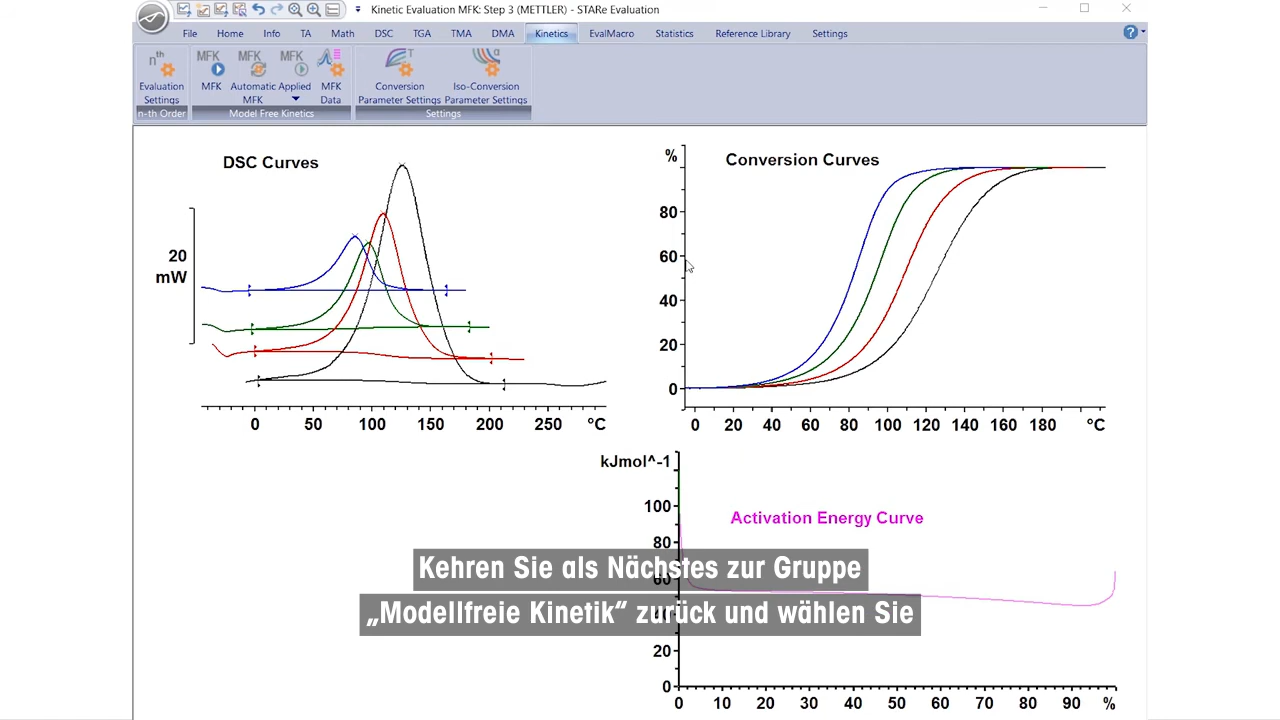 Kinetic Evaluation MFK: Step 3 (METTLER) - STARe Evaluation
File Home Info TA Math DSC TGA TMA DMA Kinetics EvalMacro Statistics Reference Library Settings
nth MFK MFK MFK
Evaluation MFK Automatic Applied MFK Conversion Iso-Conversion
Settings MFK Data Parameter Settings Parameter Settings
n-th Order Model Free Kinetics Settings
DSC Curves
20
mW
0 50 100 150 200 250 °C
%
Conversion Curves
80
60
40
20
0
0 20 40 60 80 100 120 140 160 180 °C
kJmol^-1
Activation Energy Curve
100
80
60
40
20
0
0 10 20 30 40 50 60 70 80 90 %
Kehren Sie als Nächstes zur Gruppe
„Modellfreie Kinetik“ zurück und wählen Sie